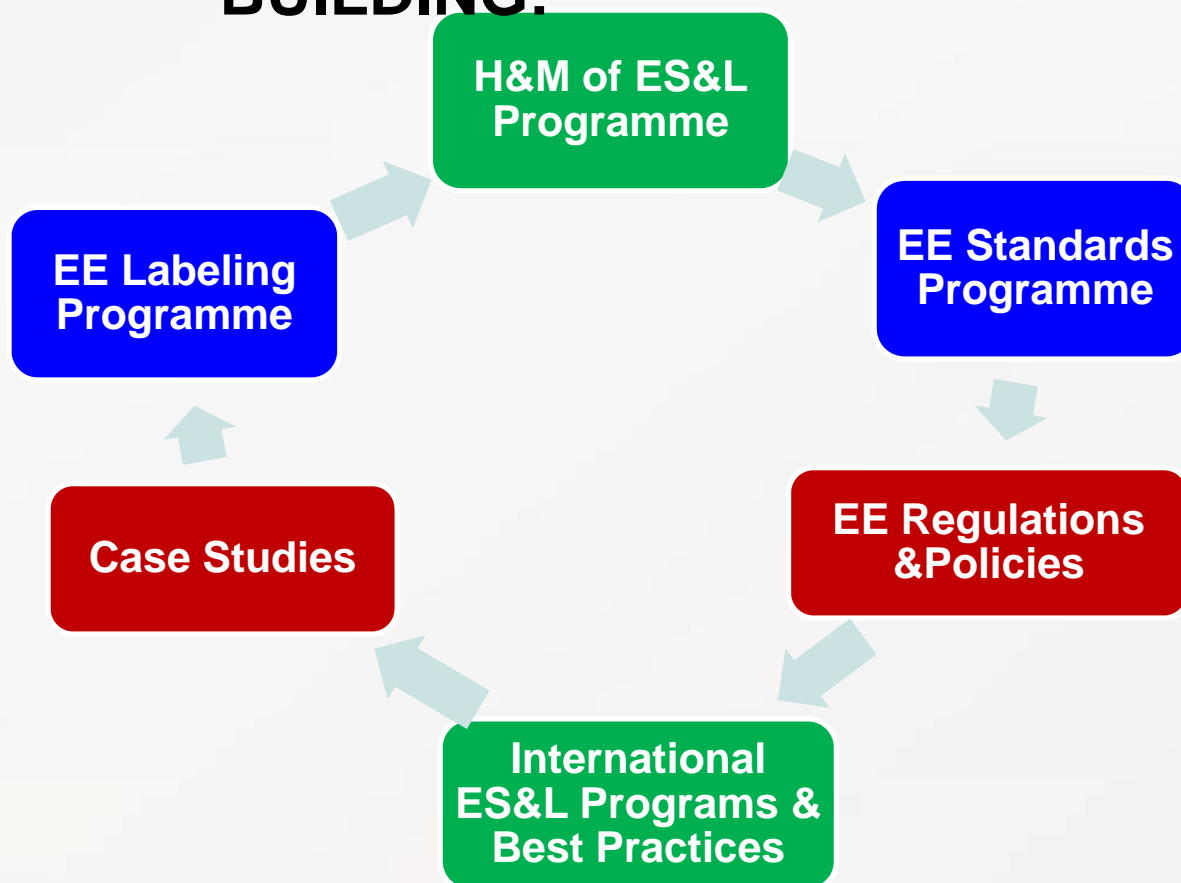 BUILDING:
H&M of ES&L
Programme
EE Standards
Programme
EE Regulations
&Policies
International
ES&L Programs &
Best Practices
Case Studies
EE Labeling
Programme